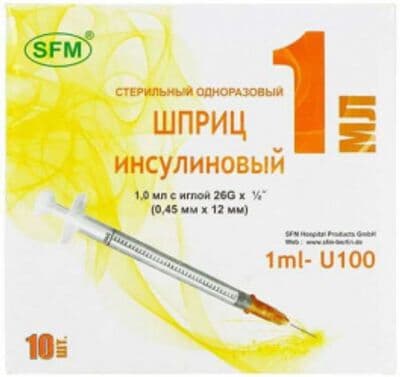 SFM
СТЕРИЛЬНЫЙ ОДНОРАЗОВЫЙ
ШПРИЦ
ИНСУЛИНОВЫЙ
1 МЛ
1,0 мл с иглой 26G x ½"
(0,45 мм x 12 мм)
SFN Hospital Products GmbH
Web : www.sfm-berlin.de
1ml- U100
10 ШТ.